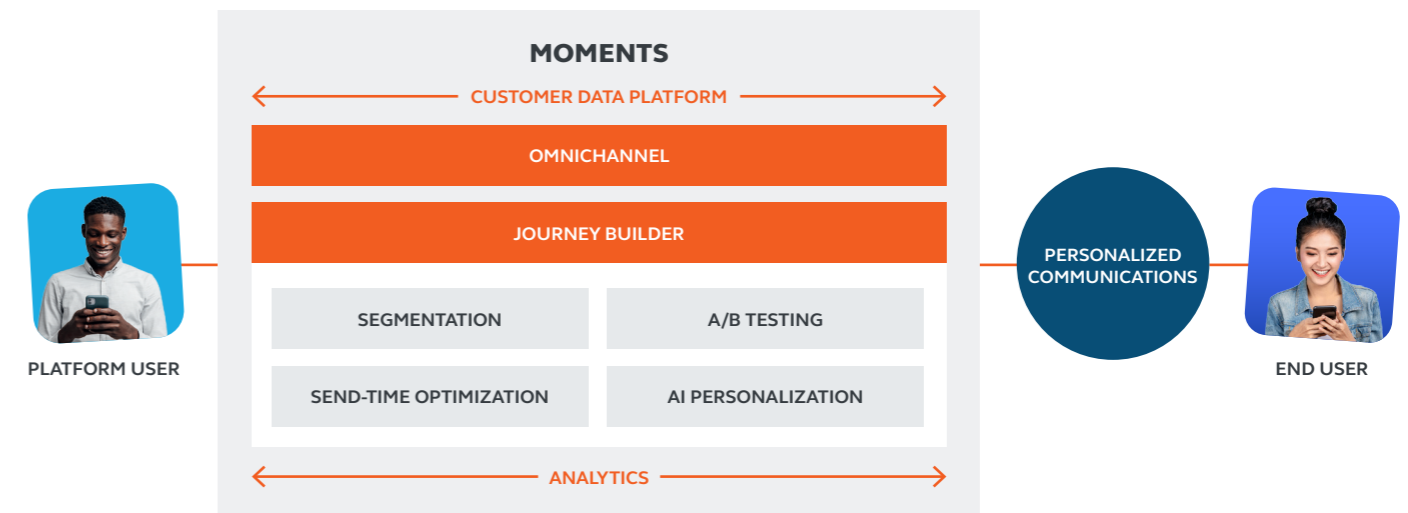 MOMENTS
CUSTOMER DATA PLATFORM
OMNICHANNEL
JOURNEY BUILDER
SEGMENTATION
A/B TESTING
SEND-TIME OPTIMIZATION
AI PERSONALIZATION
ANALYTICS
PLATFORM USER
PERSONALIZED
COMMUNICATIONS
END USER